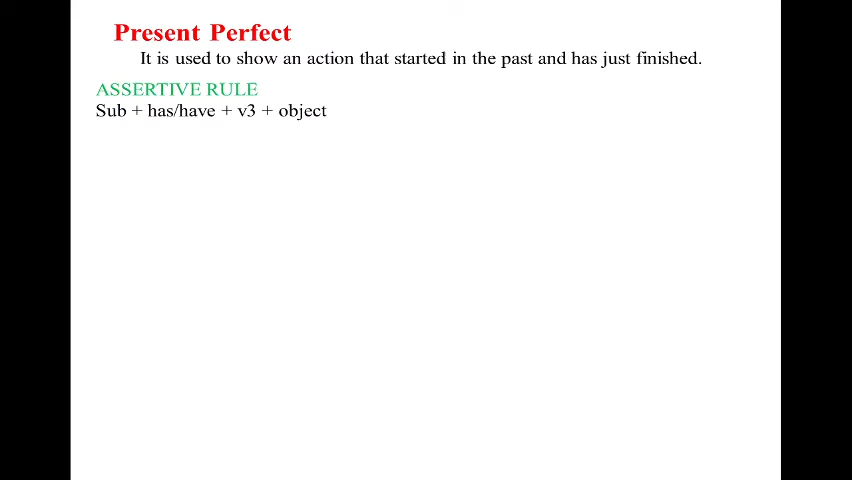 Present Perfect
It is used to show an action that started in the past and has just finished.
ASSERTIVE RULE
Sub + has/have + v3 + object